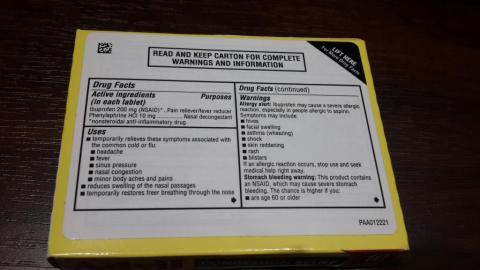 READ AND KEEP CARTON FOR COMPLETE
WARNINGS AND INFORMATION
LIFT HERE
For More Drug Facts
Drug Facts
Active ingredients
(in each tablet)
Purposes
Ibuprofen 200 mg (NSAID)* ..Pain reliever/fever reducer
Phenylephrine HCl 10 mg Nasal decongestant
*nonsteroidal anti-inflammatory drug
Uses
■ temporarily relieves these symptoms associated with
the common cold or flu:
■ headache
■ fever
■ sinus pressure
■ nasal congestion
■ minor body aches and pains
■ reduces swelling of the nasal passages
■ temporarily restores freer breathing through the nose
Drug Facts (continued)
Warnings
Allergy alert: Ibuprofen may cause a severe allergic
reaction, especially in people allergic to aspirin.
Symptoms may include:
■ hives
■ facial swelling
■ asthma (wheezing)
■ shock
■ skin reddening
■ rash
■ blisters
If an allergic reaction occurs, stop use and seek
medical help right away.
Stomach bleeding warning: This product contains
an NSAID, which may cause severe stomach
bleeding. The chance is higher if you:
■ are age 60 or older
PAA012221